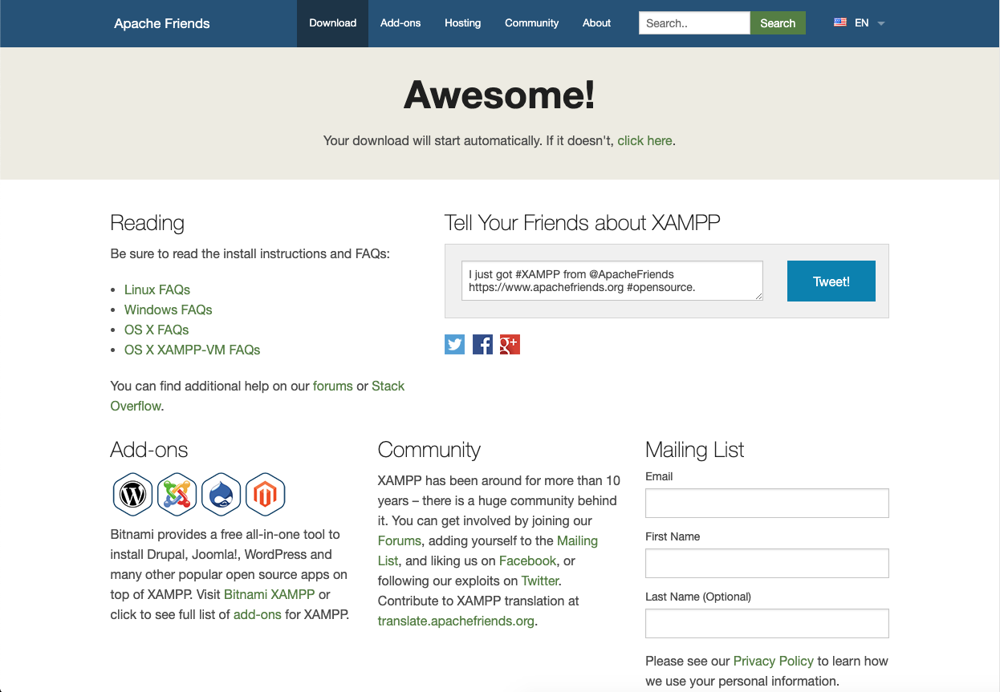 Apache Friends
Download
Add-ons
Hosting
Community
About
Search..
Search
EN
Awesome!
Your download will start automatically. If it doesn't, click here.
Reading
Be sure to read the install instructions and FAQs:
Linux FAQs
Windows FAQs
OS X FAQs
OS X XAMPP-VM FAQs
You can find additional help on our forums or Stack
Overflow.
Tell Your Friends about XAMPP
I just got #XAMPP from @ApacheFriends
https://www.apachefriends.org #opensource.
Tweet!
g+
Add-ons
Bitnami provides a free all-in-one tool to
install Drupal, Joomla!, WordPress and
many other popular open source apps on
top of XAMPP. Visit Bitnami XAMPP or
click to see full list of add-ons for XAMPP.
Community
XAMPP has been around for more than 10
years – there is a huge community behind
it. You can get involved by joining our
Forums, adding yourself to the Mailing
List, and liking us on Facebook, or
following our exploits on Twitter.
Contribute to XAMPP translation at
translate.apachefriends.org.
Mailing List
Email
First Name
Last Name (Optional)
Please see our Privacy Policy to learn how
we use your personal information.